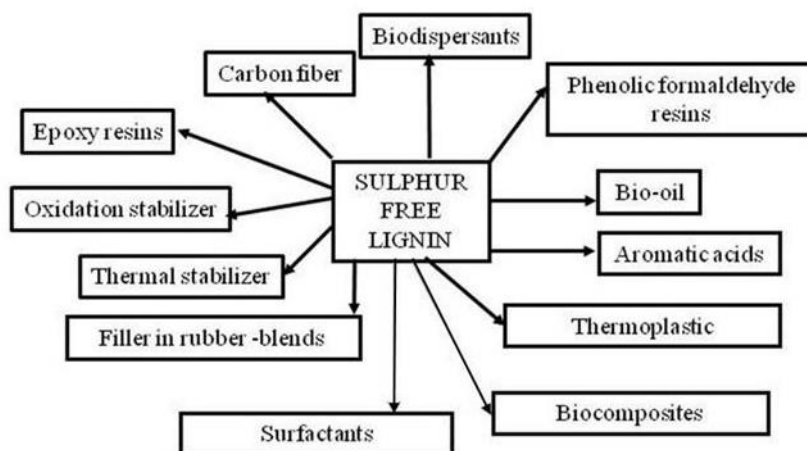 Biodispersants
Carbon fiber
Phenolic formaldehyde
resins
Epoxy resins
SULPHUR
FREE
LIGNIN
Bio-oil
Oxidation stabilizer
Aromatic acids
Thermal stabilizer
Thermoplastic
Filler in rubber -blends
Biocomposites
Surfactants